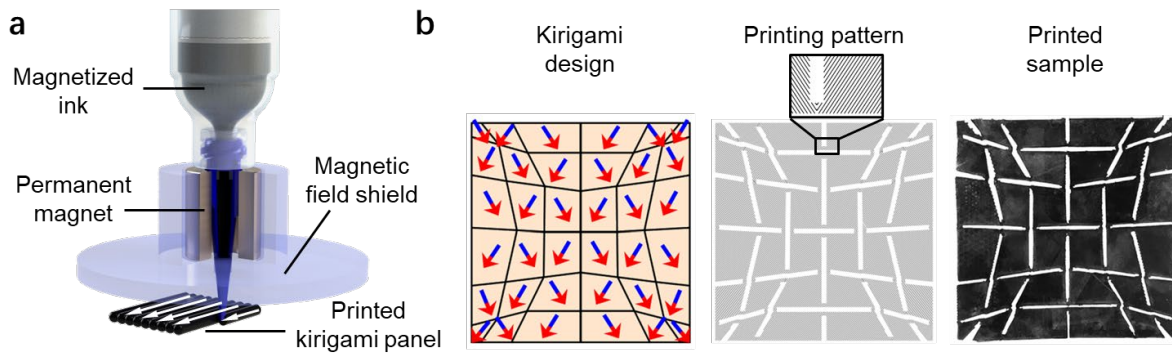 a
Magnetized
ink
Permanent
magnet
Magnetic
field shield
Printed
kirigami panel
b
Kirigami
design
Printing pattern
Printed
sample